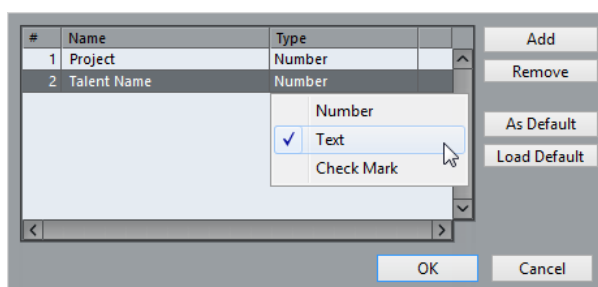 # Name Type
1 Project Number
2 Talent Name Number
Number
Text
Check Mark
Add
Remove
As Default
Load Default
OK Cancel